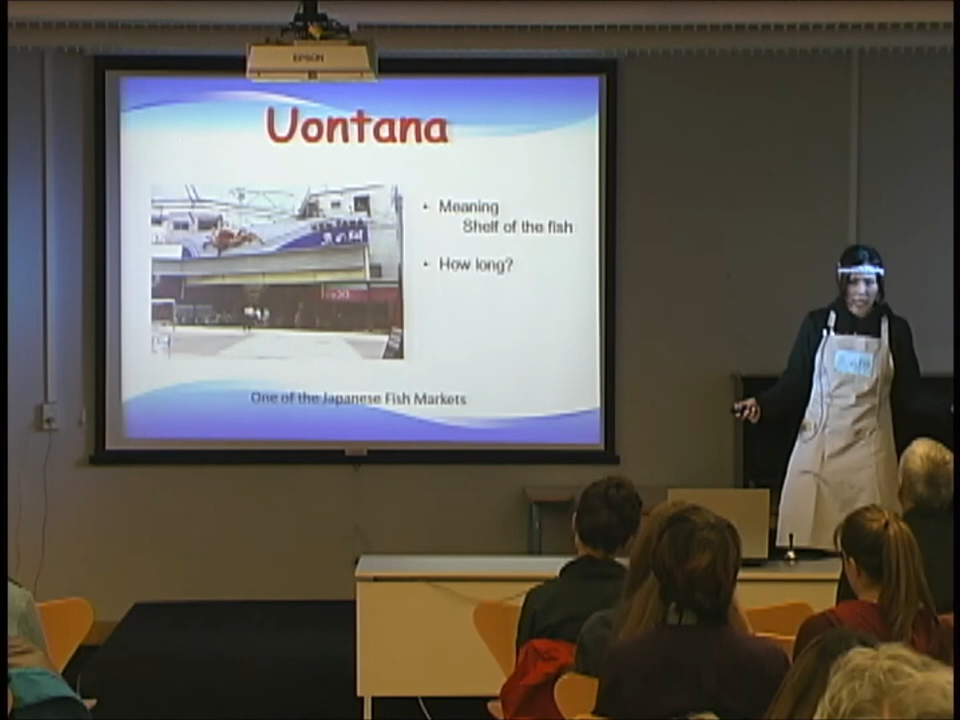 EPSON
Uontana
• Meaning
Shelf of the fish
• How long?
One of the Japanese Fish Markets